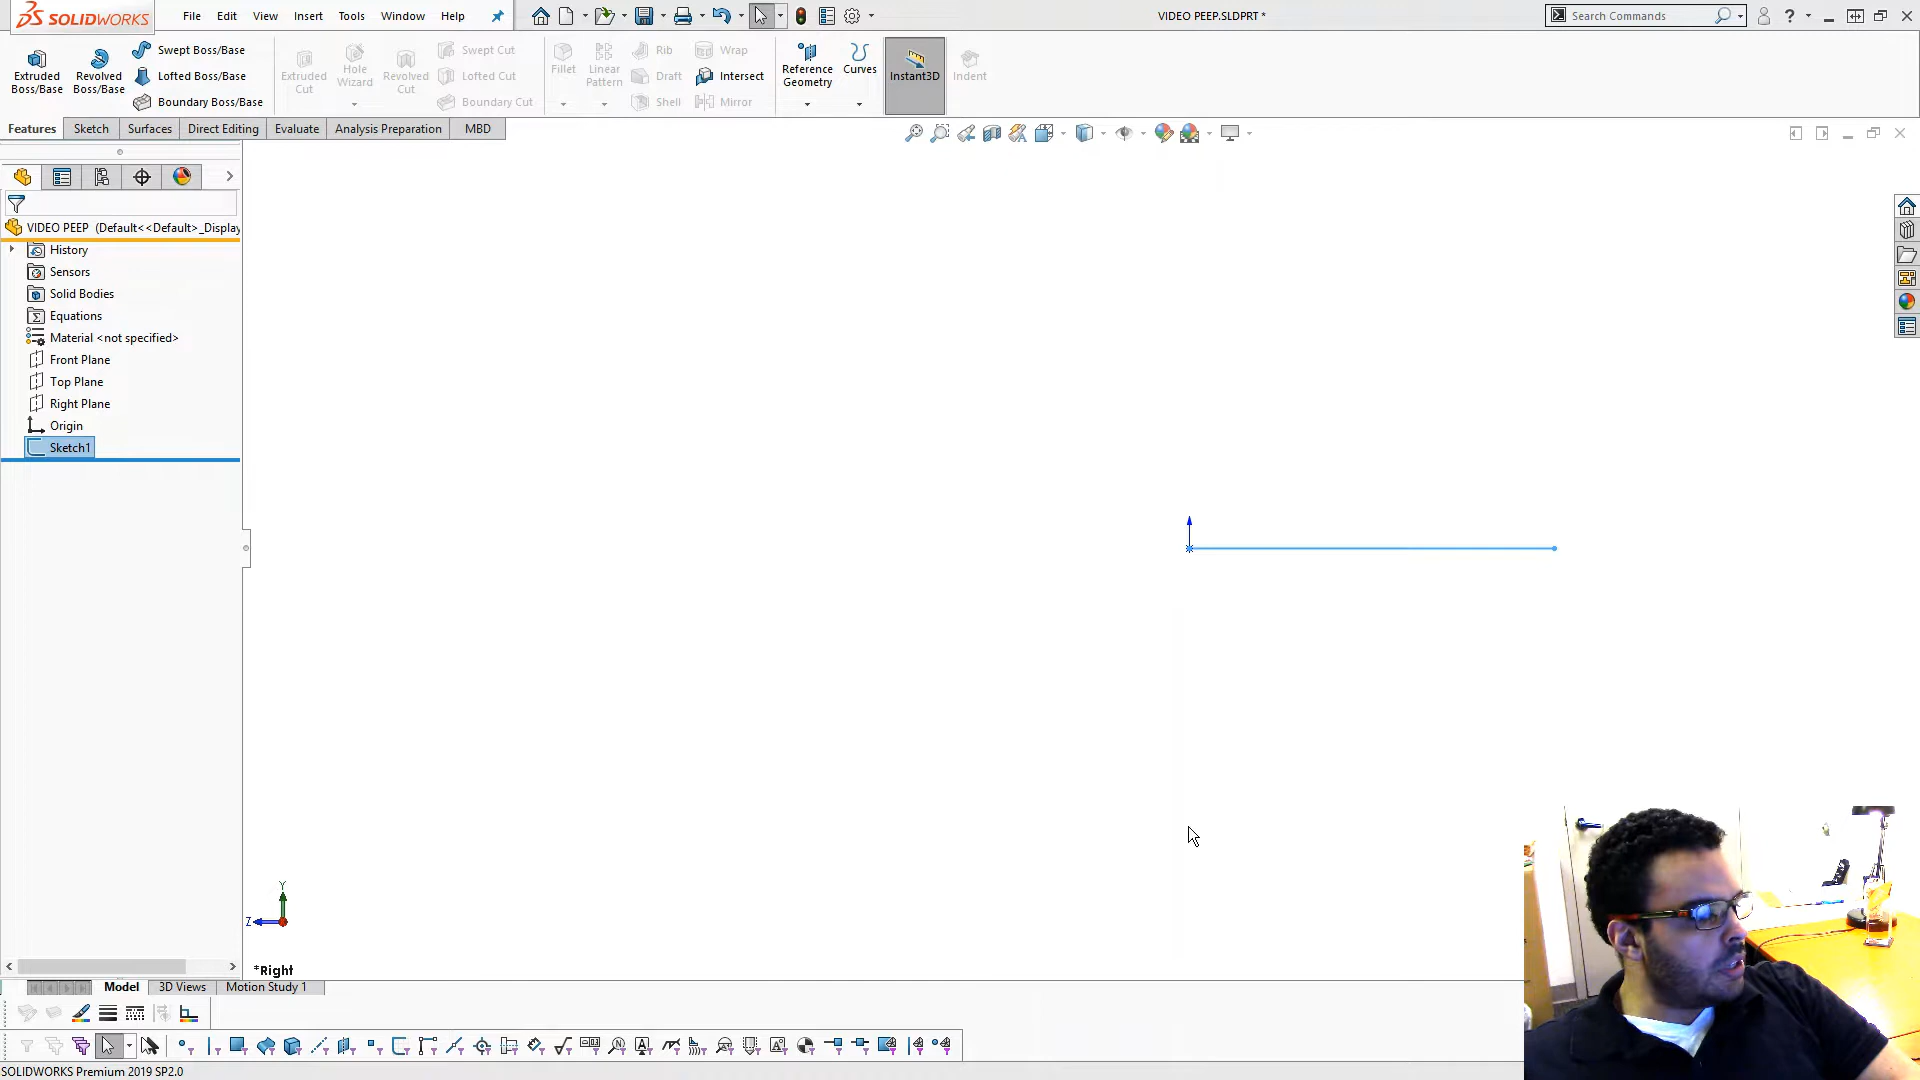 SOLIDWORKS
File Edit View Insert Tools Window Help
VIDEO PEEP.SLDPRT *
Search Commands
Extruded Boss/Base
Revolved Boss/Base
Swept Boss/Base
Lofted Boss/Base
Boundary Boss/Base
Extruded Cut
Hole Wizard
Revolved Cut
Swept Cut
Lofted Cut
Boundary Cut
Fillet
Linear Pattern
Rib
Draft
Shell
Wrap
Intersect
Mirror
Reference Geometry
Curves
Instant3D
Indent
Features Sketch Surfaces Direct Editing Evaluate Analysis Preparation MBD
VIDEO PEEP (Default<<Default>_Display
History
Sensors
Solid Bodies
Equations
Material <not specified>
Front Plane
Top Plane
Right Plane
Origin
Sketch1
Y
Z
*Right
Model 3D Views Motion Study 1
SOLIDWORKS Premium 2019 SP2.0